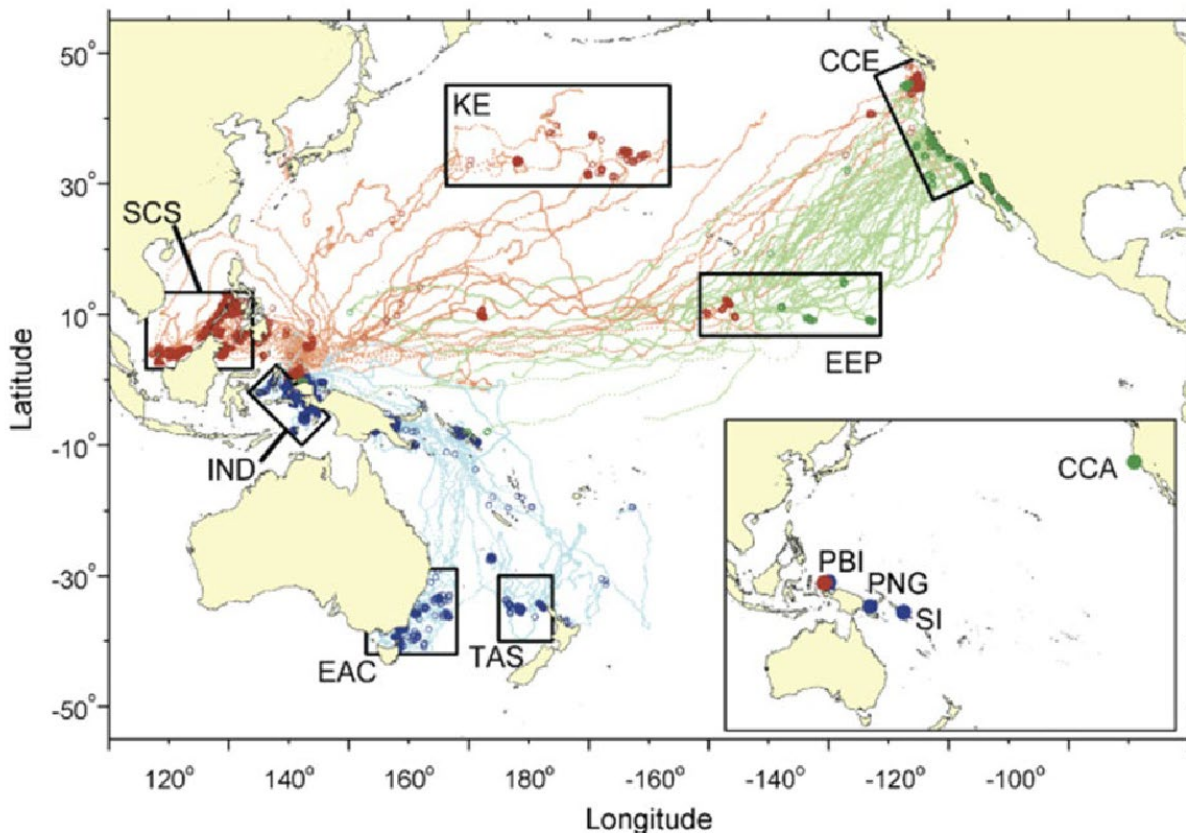 50°
30°
10°
-10°
-30°
-50°
Latitude
KE
CCE
SCS
EEP
IND
EAC
TAS
CCA
PBI
PNG
SI
120° 140° 160° 180° -160° -140° -120° -100°
Longitude